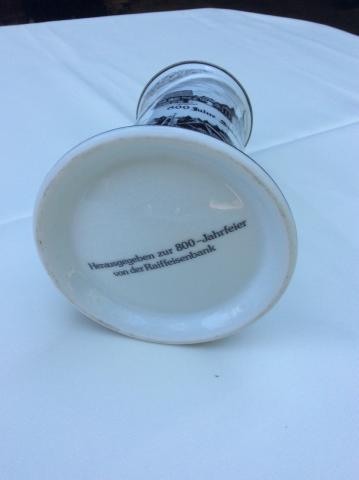 800 Jahre
Herausgegeben zur 800-Jahrfeier
von der Raiffeisenbank